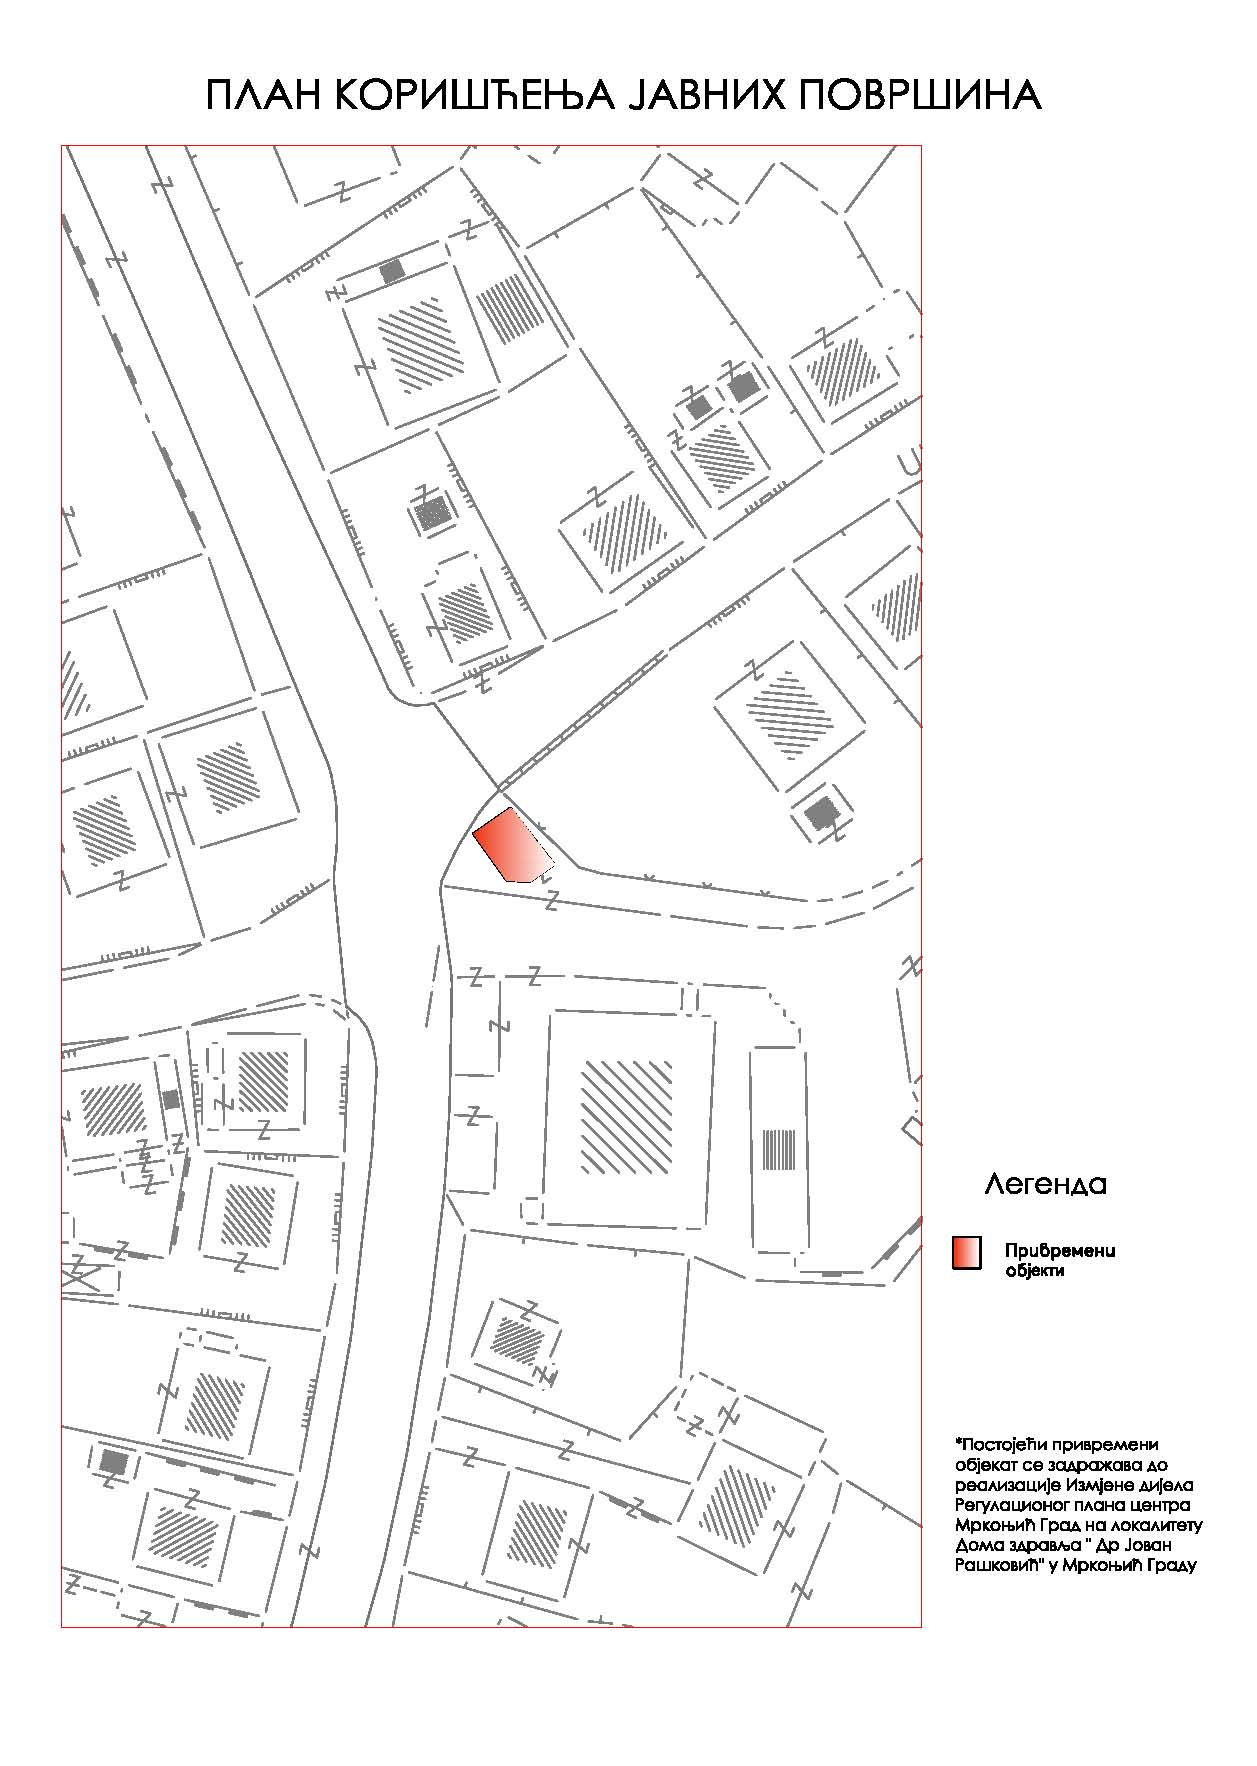 ПЛАН КОРИШЋЕЊА ЈАВНИХ ПОВРШИНА
Легенда
Привремени
објекти
*Постојећи привремени
објекат се задражава до
реализације Измјене дијела
Регулационог плана центра
Мркоњић Град на локалитету
Дома здравља " Др Јован
Рашковић" у Мркоњић Граду